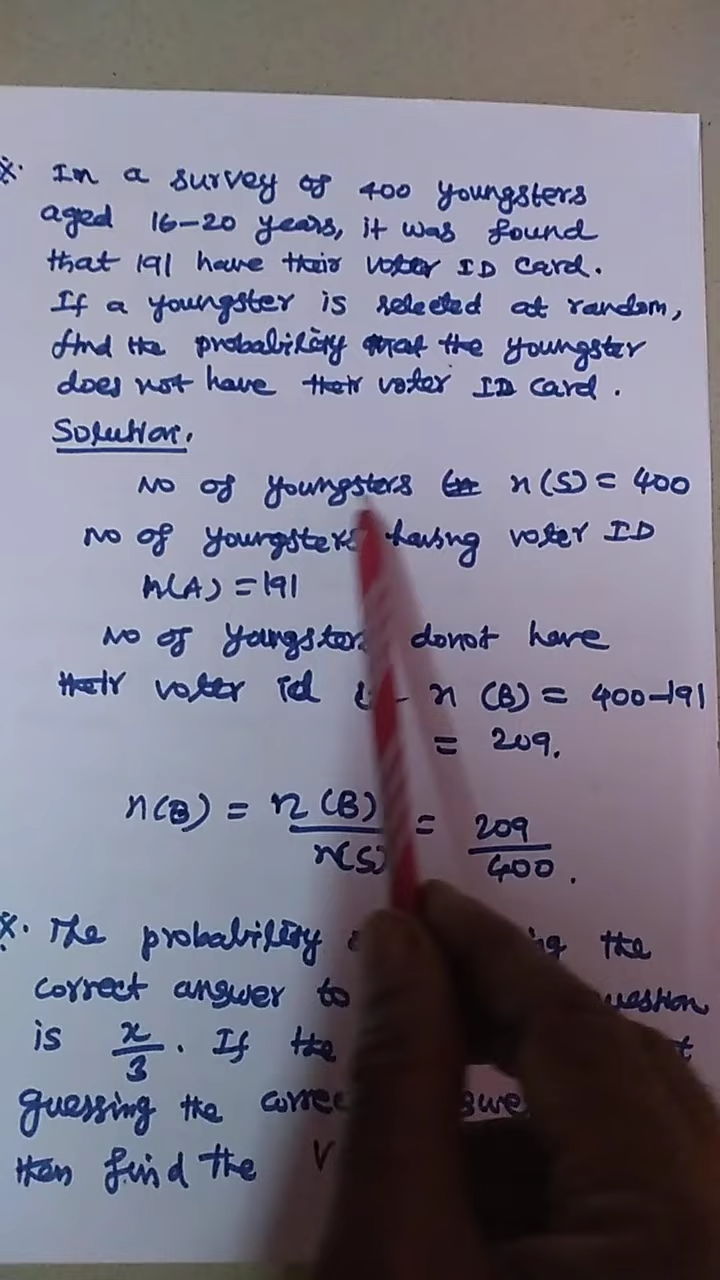 ※. In a survey of 400 youngsters
aged 16-20 years, it was found
that 191 have their voter ID card.
If a youngster is selected at random,
find the probability that the youngster
does not have their voter ID card.
Solution.
No of youngsters n(S) = 400
No of youngsters having voter ID
n(A) = 191
No of youngsters donot have
their voter id n (B) = 400-191
= 209.
n(B) = n(B)/n(S) = 209/400.
※. The probability the
correct answer to question
is x/3. If the
guessing the
then find the